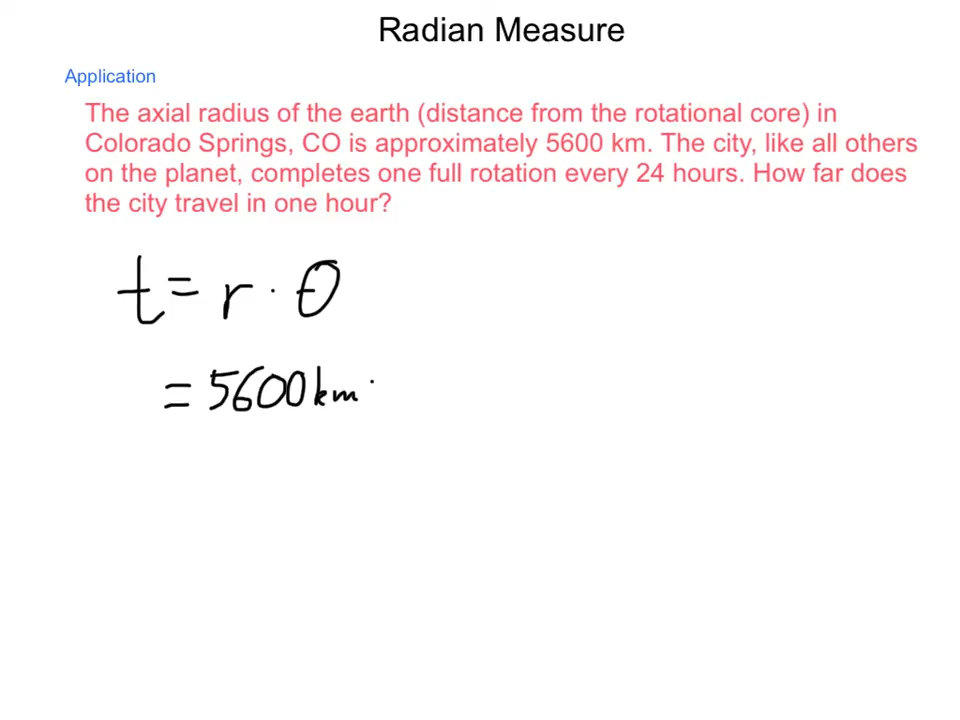 Radian Measure
Application
The axial radius of the earth (distance from the rotational core) in
Colorado Springs, CO is approximately 5600 km. The city, like all others
on the planet, completes one full rotation every 24 hours. How far does
the city travel in one hour?
t = r · θ
= 5600 km ·